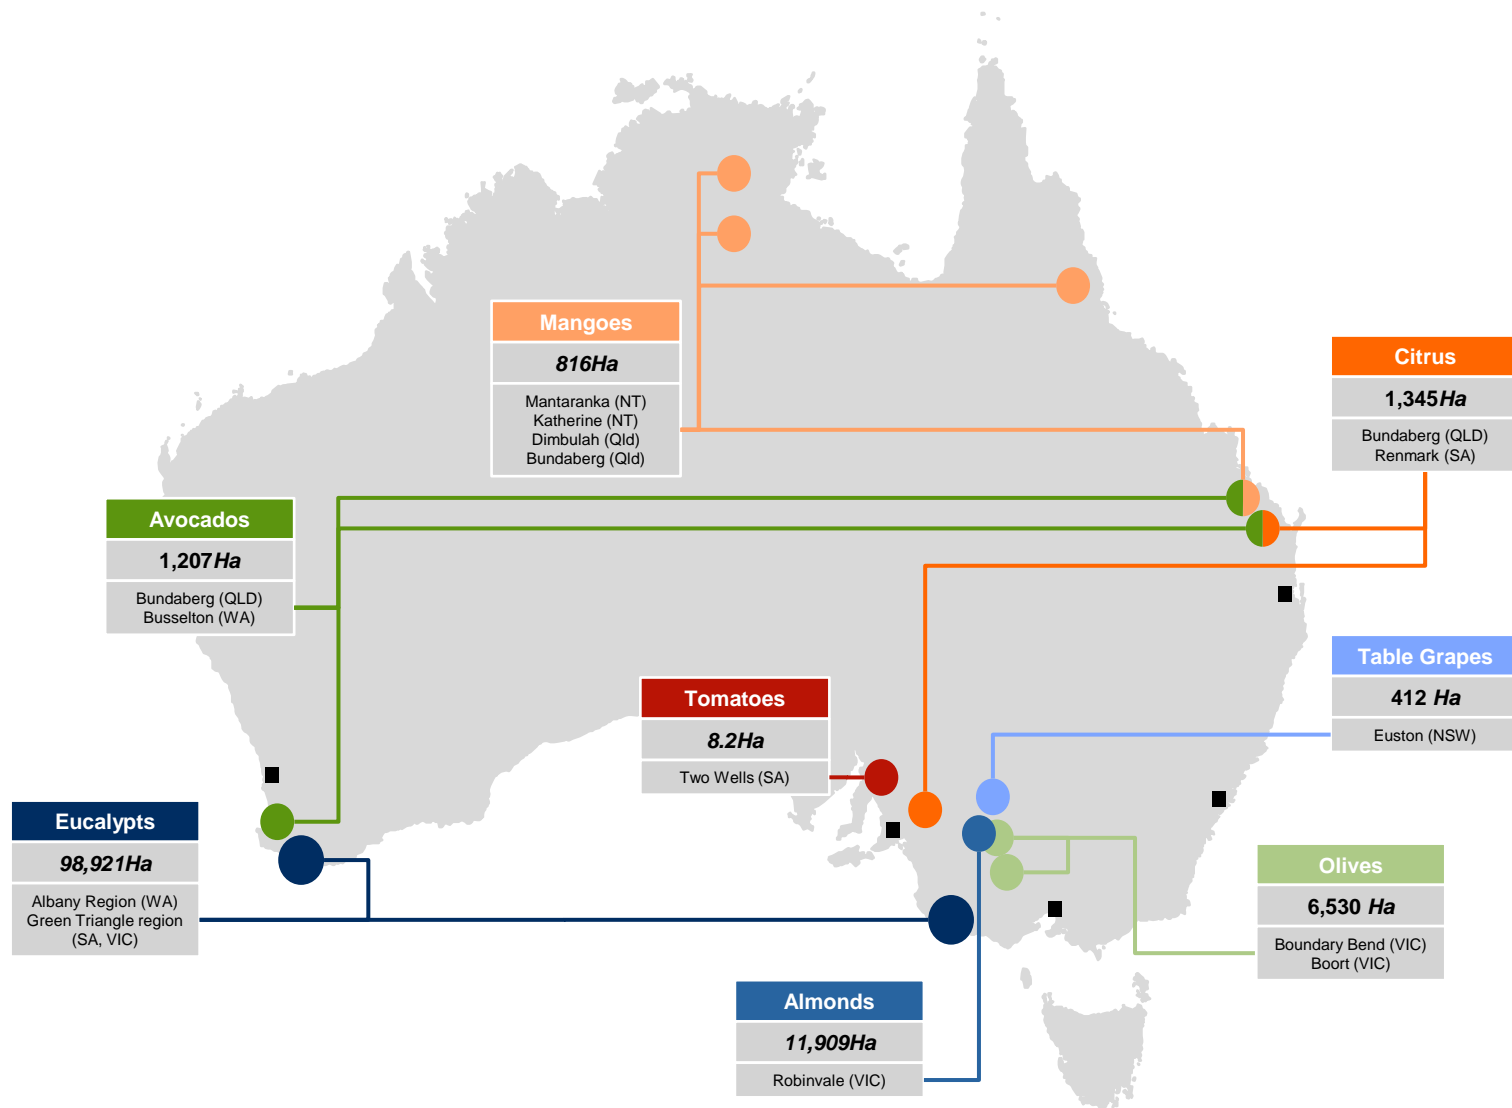 Mangoes
816Ha
Mantaranka (NT)
Katherine (NT)
Dimbulah (Qld)
Bundaberg (Qld)
Citrus
1,345Ha
Bundaberg (QLD)
Renmark (SA)
Avocados
1,207Ha
Bundaberg (QLD)
Busselton (WA)
Table Grapes
412 Ha
Euston (NSW)
Tomatoes
8.2Ha
Two Wells (SA)
Eucalypts
98,921Ha
Albany Region (WA)
Green Triangle region
(SA, VIC)
Olives
6,530 Ha
Boundary Bend (VIC)
Boort (VIC)
Almonds
11,909Ha
Robinvale (VIC)